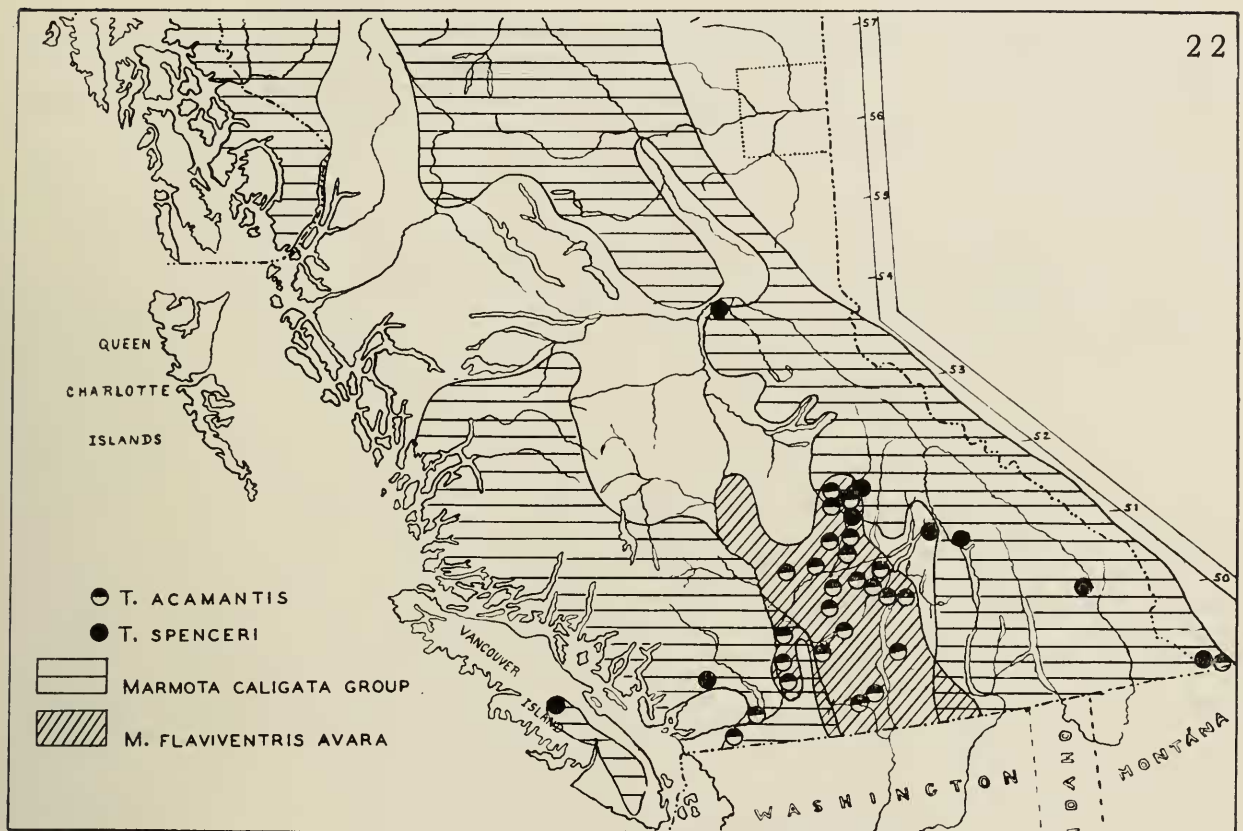 22
57
56
55
54
53
52
51
50
QUEEN
CHARLOTTE
ISLANDS
T. ACAMANTIS
T. SPENCERI
MARMOTA CALIGATA GROUP
M. FLAVIVENTRIS AVARA
VANCOUVER
ISLAND
WASHINGTON
IDAHO
MONTANA